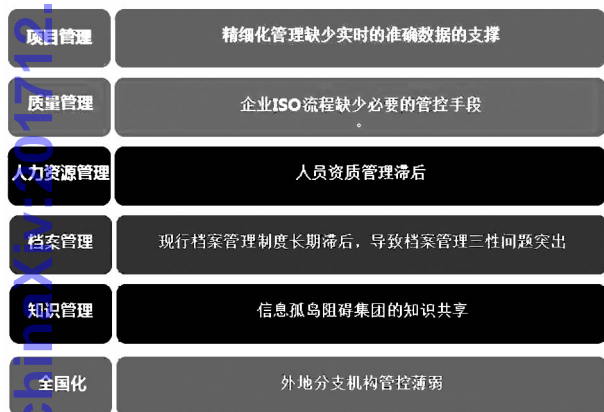 项目管理 精细化管理缺少实时的准确数据的支撑
质量管理 企业ISO流程缺少必要的管控手段
。
人力资源管理 人员资质管理滞后
档案管理 现行档案管理制度长期滞后，导致档案管理三性问题突出
知识管理 信息孤岛阻碍集团的知识共享
全国化 外地分支机构管控薄弱
chinaXiv:201712.